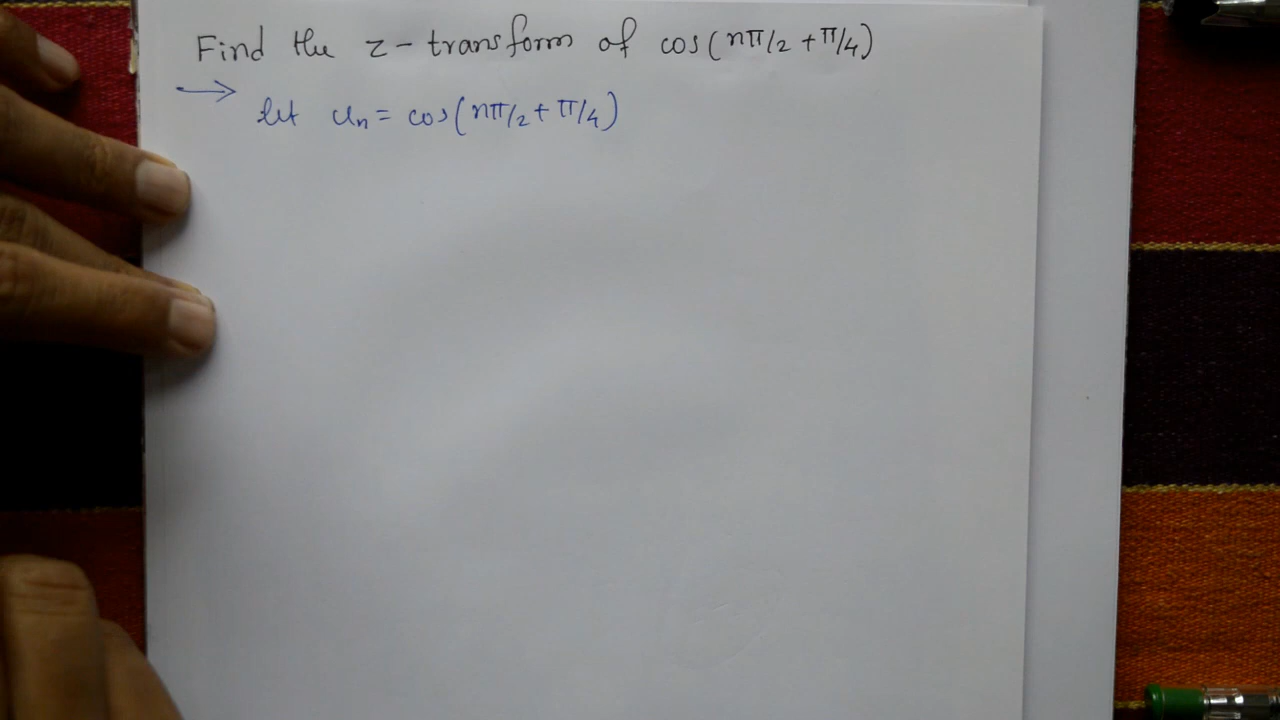 Find the z-transform of cos(nπ/2 + π/4)
→ let un = cos(nπ/2 + π/4)